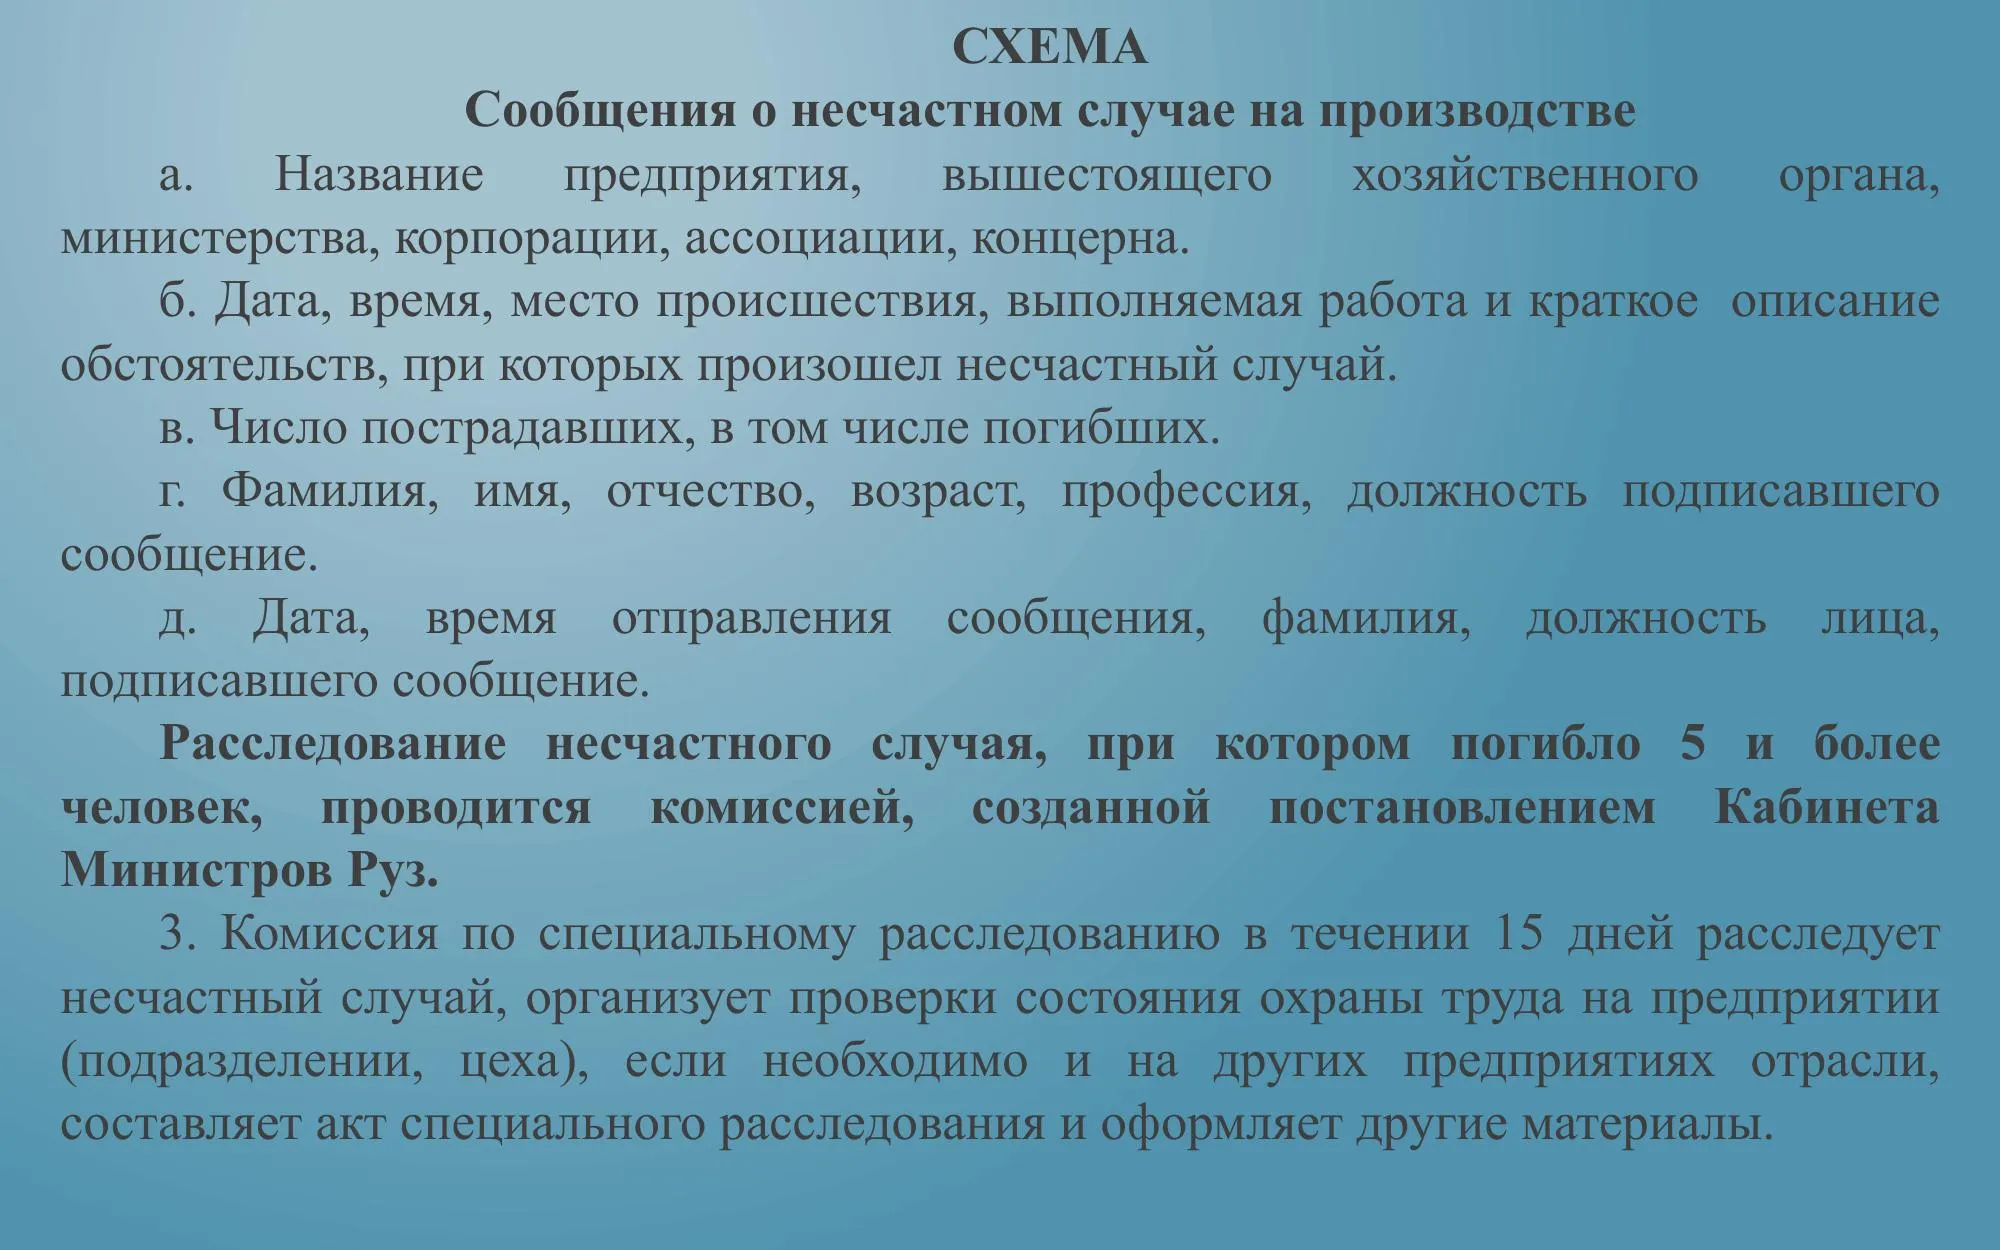 СХЕМА
Сообщения о несчастном случае на производстве
а. Название предприятия, вышестоящего хозяйственного органа,
министерства, корпорации, ассоциации, концерна.
б. Дата, время, место происшествия, выполняемая работа и краткое описание
обстоятельств, при которых произошел несчастный случай.
в. Число пострадавших, в том числе погибших.
г. Фамилия, имя, отчество, возраст, профессия, должность подписавшего
сообщение.
д. Дата, время отправления сообщения, фамилия, должность лица,
подписавшего сообщение.
Расследование несчастного случая, при котором погибло 5 и более
человек, проводится комиссией, созданной постановлением Кабинета
Министров Руз.
3. Комиссия по специальному расследованию в течении 15 дней расследует
несчастный случай, организует проверки состояния охраны труда на предприятии
(подразделении, цеха), если необходимо и на других предприятиях отрасли,
составляет акт специального расследования и оформляет другие материалы.